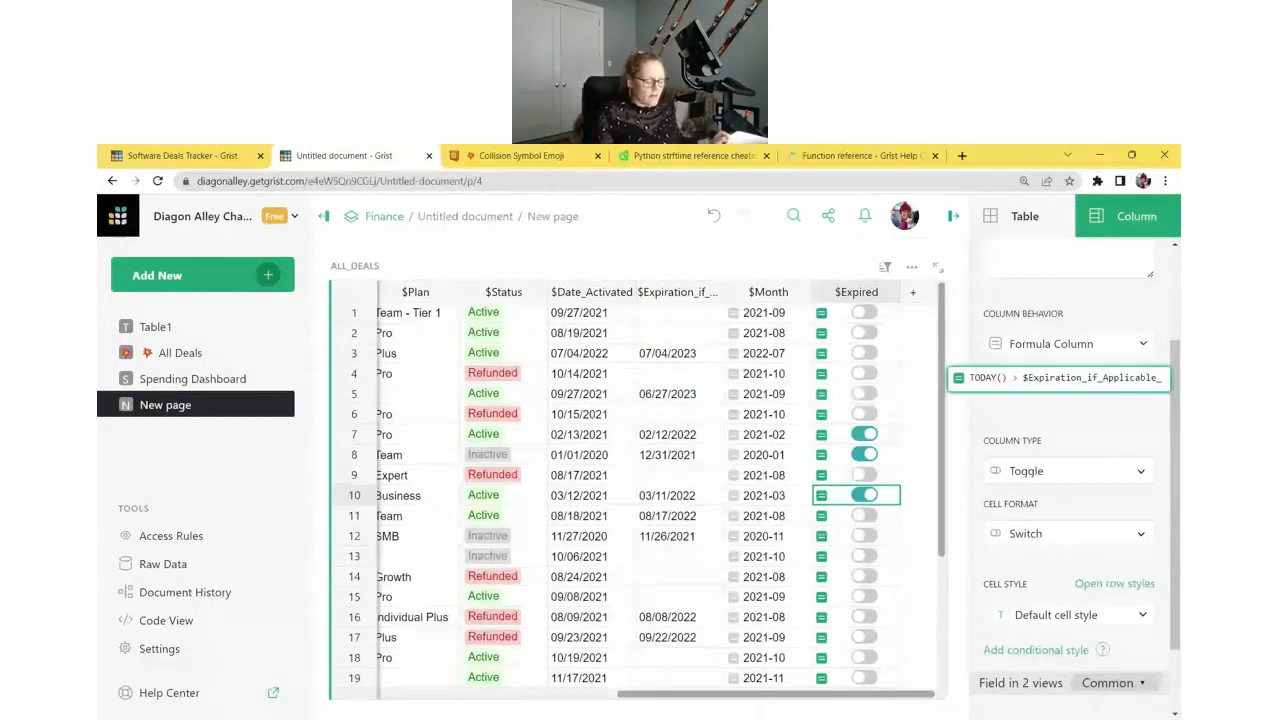 Software Deals Tracker - Grist
Untitled document - Grist
Collision Symbol Emoji
Python strftime reference cheats
Function reference - Grist Help C
diagonalley.getgrist.com/e4eW5Qn9CGLj/Untitled-document/p/4
Diagon Alley Cha... Free
Finance / Untitled document / New page
Table
Column
Add New
Table1
All Deals
Spending Dashboard
New page
TOOLS
Access Rules
Raw Data
Document History
Code View
Settings
Help Center
ALL_DEALS
$Plan $Status $Date_Activated $Expiration_if_... $Month $Expired +
1 Team - Tier 1 Active 09/27/2021 2021-09
2 Pro Active 08/19/2021 2021-08
3 Plus Active 07/04/2022 07/04/2023 2022-07
4 Pro Refunded 10/14/2021 2021-10
5 Active 09/27/2021 06/27/2023 2021-09
6 Pro Refunded 10/15/2021 2021-10
7 Pro Active 02/13/2021 02/12/2022 2021-02
8 Team Inactive 01/01/2020 12/31/2021 2020-01
9 Expert Refunded 08/17/2021 2021-08
10 Business Active 03/12/2021 03/11/2022 2021-03
11 Team Active 08/18/2021 08/17/2022 2021-08
12 SMB Inactive 11/27/2020 11/26/2021 2020-11
13 Inactive 10/06/2021 2021-10
14 Growth Refunded 08/24/2021 2021-08
15 Pro Active 09/08/2021 2021-09
16 ndividual Plus Refunded 08/09/2021 08/08/2022 2021-08
17 Plus Refunded 09/23/2021 09/22/2022 2021-09
18 Pro Active 10/19/2021 2021-10
19 Active 11/17/2021 2021-11
COLUMN BEHAVIOR
Formula Column
TODAY() > $Expiration_if_Applicable_
COLUMN TYPE
Toggle
CELL FORMAT
Switch
CELL STYLE Open row styles
T Default cell style
Add conditional style ?
Field in 2 views Common